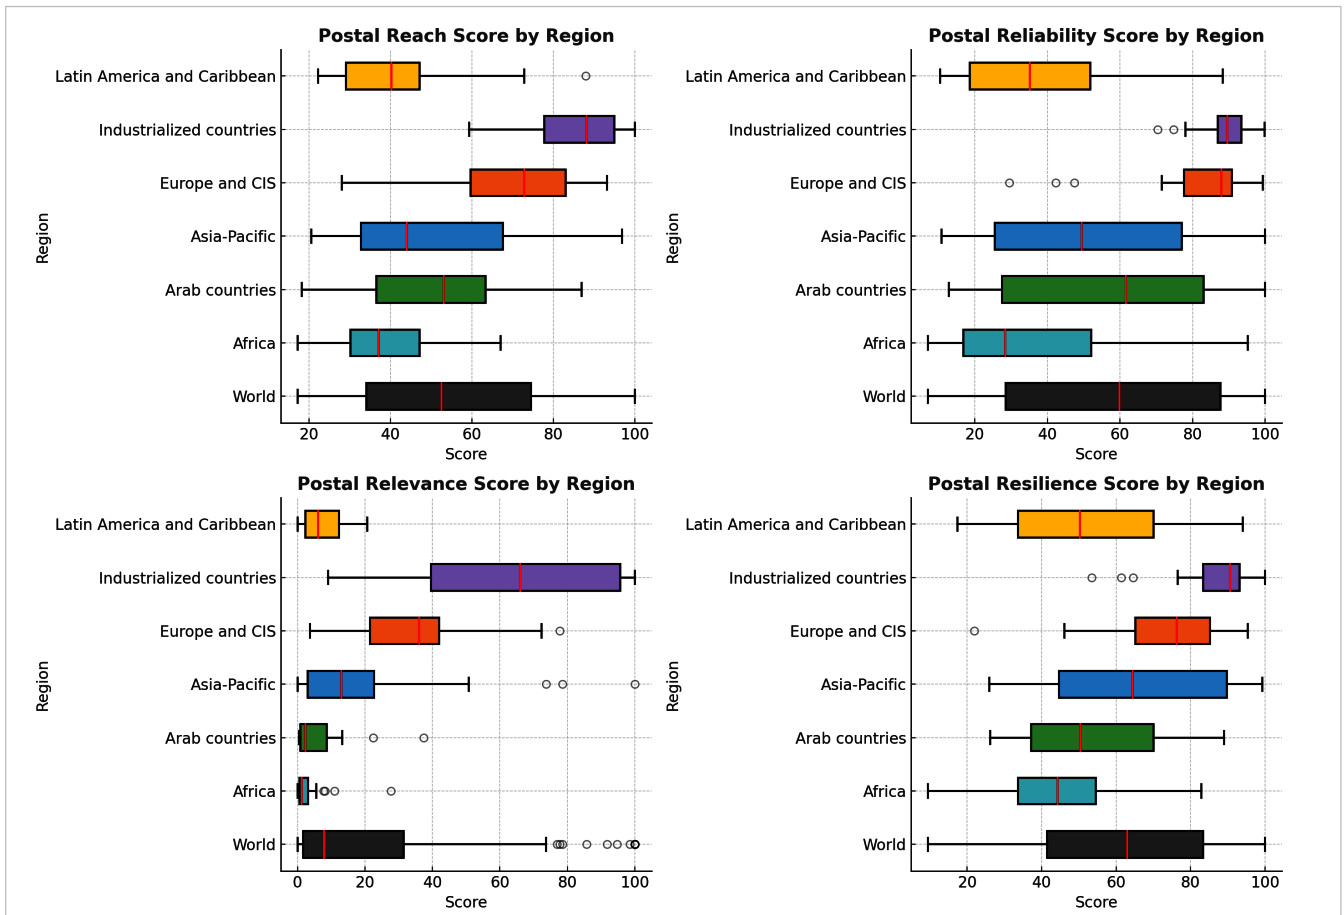 Postal Reach Score by Region
Latin America and Caribbean
Industrialized countries
Europe and CIS
Asia-Pacific
Arab countries
Africa
World
Region
20 40 60 80 100
Score
Postal Reliability Score by Region
Latin America and Caribbean
Industrialized countries
Europe and CIS
Asia-Pacific
Arab countries
Africa
World
Region
20 40 60 80 100
Score
Postal Relevance Score by Region
Latin America and Caribbean
Industrialized countries
Europe and CIS
Asia-Pacific
Arab countries
Africa
World
Region
0 20 40 60 80 100
Score
Postal Resilience Score by Region
Latin America and Caribbean
Industrialized countries
Europe and CIS
Asia-Pacific
Arab countries
Africa
World
Region
20 40 60 80 100
Score